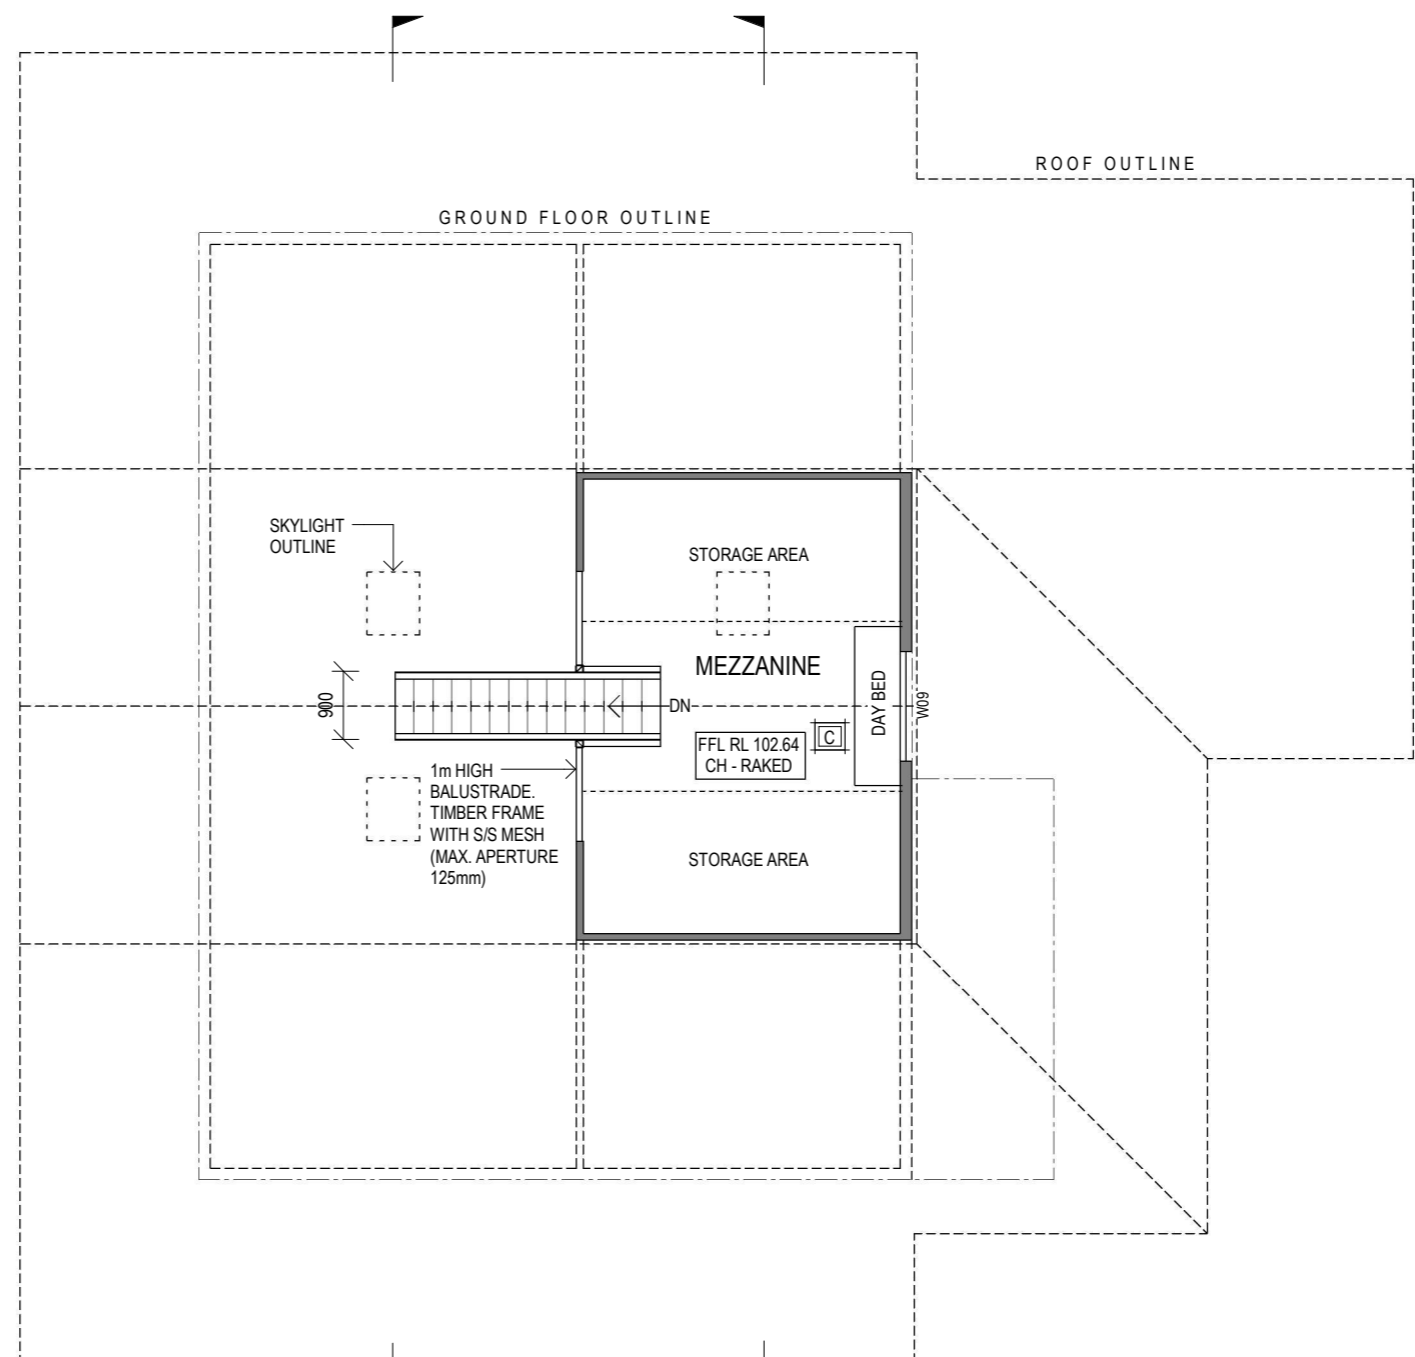 ROOF OUTLINE
GROUND FLOOR OUTLINE
SKYLIGHT
OUTLINE
STORAGE AREA
MEZZANINE
900
DN
DAY BED
W09
FFL RL 102.64
CH - RAKED
C
1m HIGH
BALUSTRADE.
TIMBER FRAME
WITH S/S MESH
(MAX. APERTURE
125mm)
STORAGE AREA